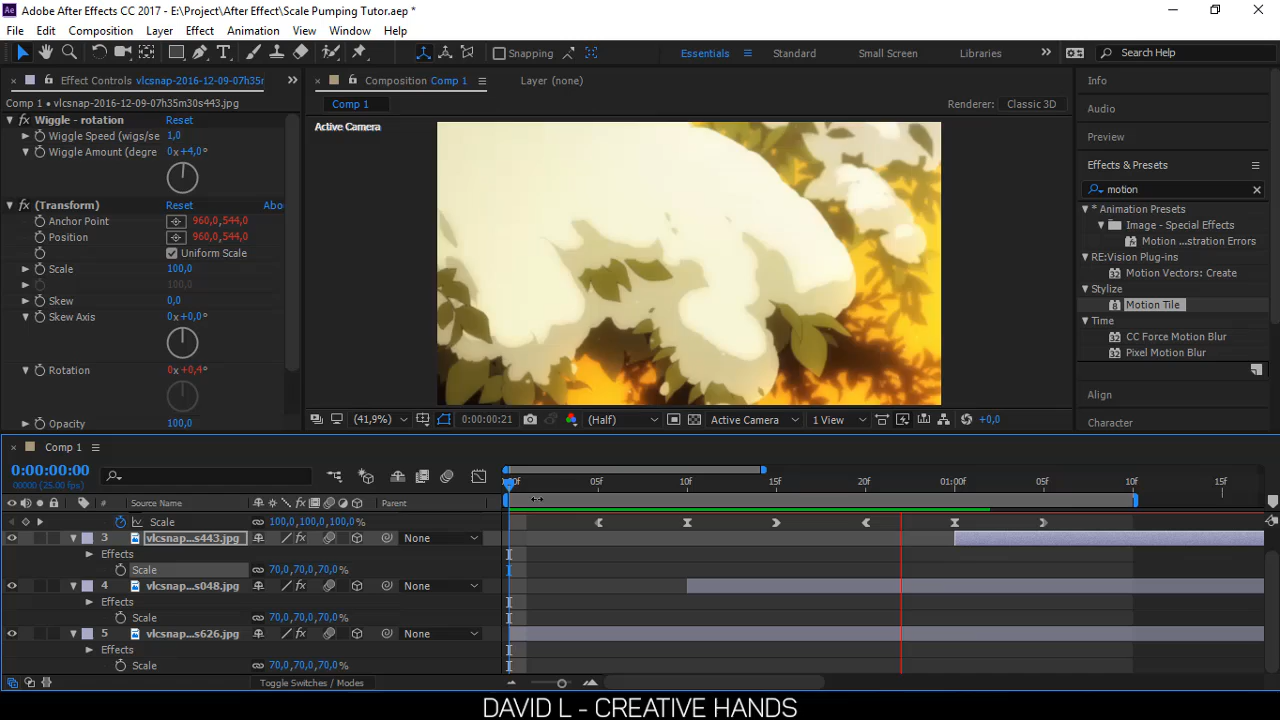 Ae Adobe After Effects CC 2017 - E:\Project\After Effect\Scale Pumping Tutor.aep *
File Edit Composition Layer Effect Animation View Window Help
Snapping Essentials Standard Small Screen Libraries Search Help
Effect Controls vlcsnap-2016-12-09-07h35r Composition Comp 1 Layer (none) Info
Comp 1 • vlcsnap-2016-12-09-07h35m30s443.jpg Comp 1 Renderer: Classic 3D Audio
fx Wiggle - rotation Reset Active Camera Preview
Wiggle Speed (wigs/se 1,0
Wiggle Amount (degre 0x+4,0° Effects & Presets
motion
fx (Transform) Reset Abo * Animation Presets
Anchor Point 960,0,544,0 Image - Special Effects
Position 960,0,544,0 Motion ...stration Errors
Uniform Scale RE:Vision Plug-ins
Scale 100,0 Motion Vectors: Create
100,0 Stylize
Skew 0,0 Motion Tile
Skew Axis 0x+0,0° Time
CC Force Motion Blur
Pixel Motion Blur
Rotation 0x+0,4°
Align
Opacity 100,0 (41,9%) 0:00:00:21 (Half) Active Camera 1 View +0,0 Character
Comp 1
0:00:00:00
00000 (25.00 fps) 05f 10f 15f 20f 01:00f 05f 10f 15f
Source Name Parent
Scale 100,0,100,0,100,0%
3 vlcsnap...s443.jpg fx None
Effects
Scale 70,0,70,0,70,0%
4 vlcsnap...s048.jpg fx None
Effects
Scale 70,0,70,0,70,0%
5 vlcsnap...s626.jpg fx None
Effects
Scale 70,0,70,0,70,0%
Toggle Switches / Modes
DAVID L - CREATIVE HANDS